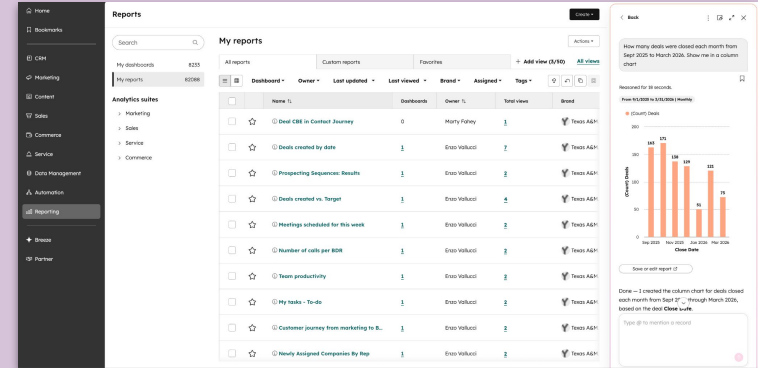 Home
Bookmarks
CRM
Marketing
Content
Sales
Commerce
Service
Data Management
Automation
Reporting
Breeze
Partner
Reports
Create
Search
My dashboards 8233
My reports 82088
Analytics suites
Marketing
Sales
Service
Commerce
My reports
Actions
All reports
Custom reports
Favorites
+ Add view (3/50)
All views
Dashboard Owner Last updated Last viewed Brand Assigned Tags
Name Dashboards Owner Total views Brand
Deal CBE in Contact Journey 0 Marty Fahey 1 Texas A&M
Deals created by date 1 Enzo Vallucci 7 Texas A&M
Prospecting Sequences: Results 1 Enzo Vallucci 2 Texas A&M
Deals created vs. Target 1 Enzo Vallucci 4 Texas A&M
Meetings scheduled for this week 1 Enzo Vallucci 2 Texas A&M
Number of calls per BDR 1 Enzo Vallucci 2 Texas A&M
Team productivity 1 Enzo Vallucci 2 Texas A&M
My tasks - To-do 1 Enzo Vallucci 2 Texas A&M
Customer journey from marketing to B... 1 Enzo Vallucci 2 Texas A&M
Newly Assigned Companies By Rep 1 Enzo Vallucci 2 Texas A&M
Back
How many deals were closed each month from
Sept 2025 to March 2026. Show me in a column
chart
Reasoned for 18 seconds.
From 9/1/2025 to 3/31/2026 | Monthly
(Count) Deals
200
150
100
50
0
(Count) Deals
163 171 138 129 51 121 73
Sep 2025 Nov 2025 Jan 2026 Mar 2026
Close Date
Save or edit report
Done — I created the column chart for deals closed
each month from Sept through March 2026,
based on the deal Close Date.
Type @ to mention a record